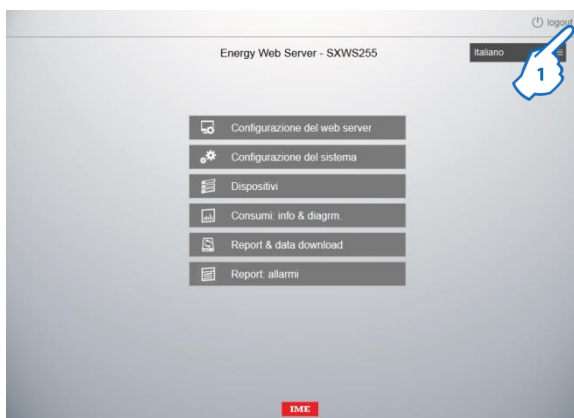 logout
Energy Web Server - SXWS255
Italiano
1
Configurazione del web server
Configurazione del sistema
Dispositivi
Consumi: info & diagrm.
Report & data download
Report: allarmi
IME